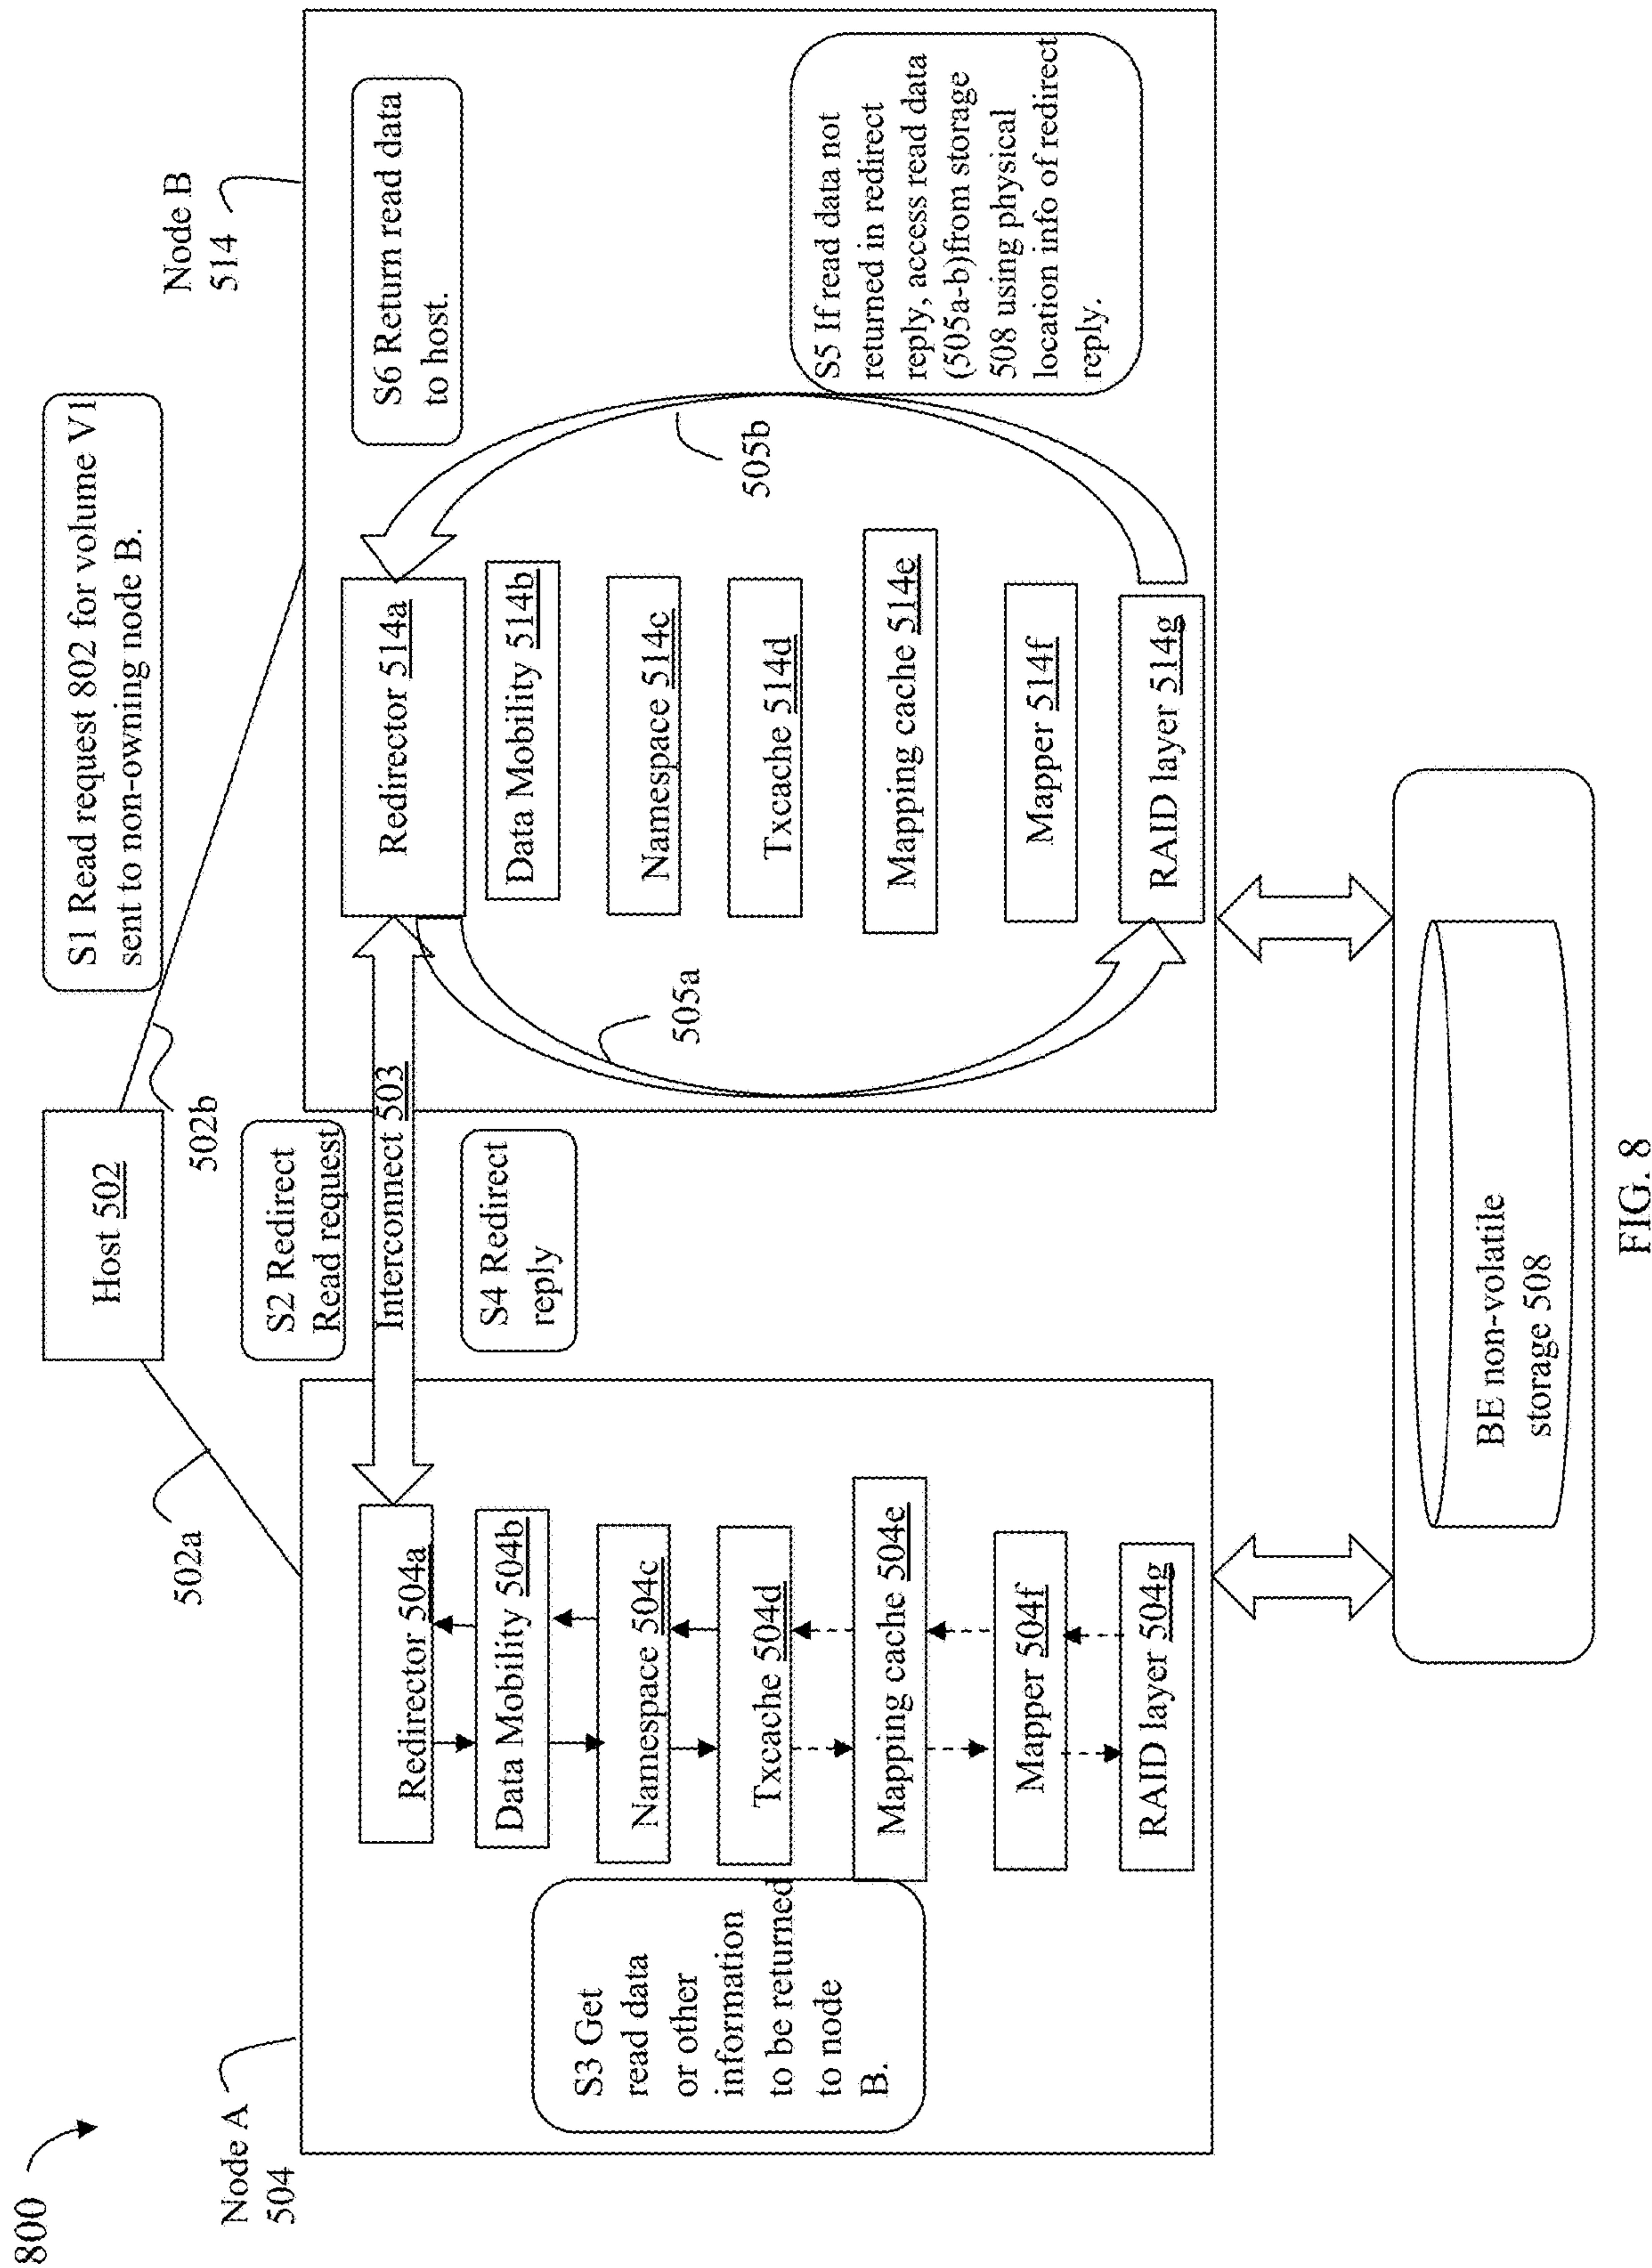 800
Host 502
S1 Read request 802 for volume V1
sent to non-owning node B.
502a
502b
Node A
504
Node B
514
S2 Redirect
Read request
Interconnect 503
S4 Redirect
reply
Redirector 504a
Data Mobility 504b
Namespace 504c
Txcache 504d
Mapping cache 504e
Mapper 504f
RAID layer 504g
S3 Get
read data
or other
information
to be returned
to node
B.
Redirector 514a
Data Mobility 514b
Namespace 514c
Txcache 514d
Mapping cache 514e
Mapper 514f
RAID layer 514g
505a
505b
S6 Return read data
to host.
S5 If read data not
returned in redirect
reply, access read data
(505a-b)from storage
508 using physical
location info of redirect
reply.
BE non-volatile
storage 508
FIG. 8